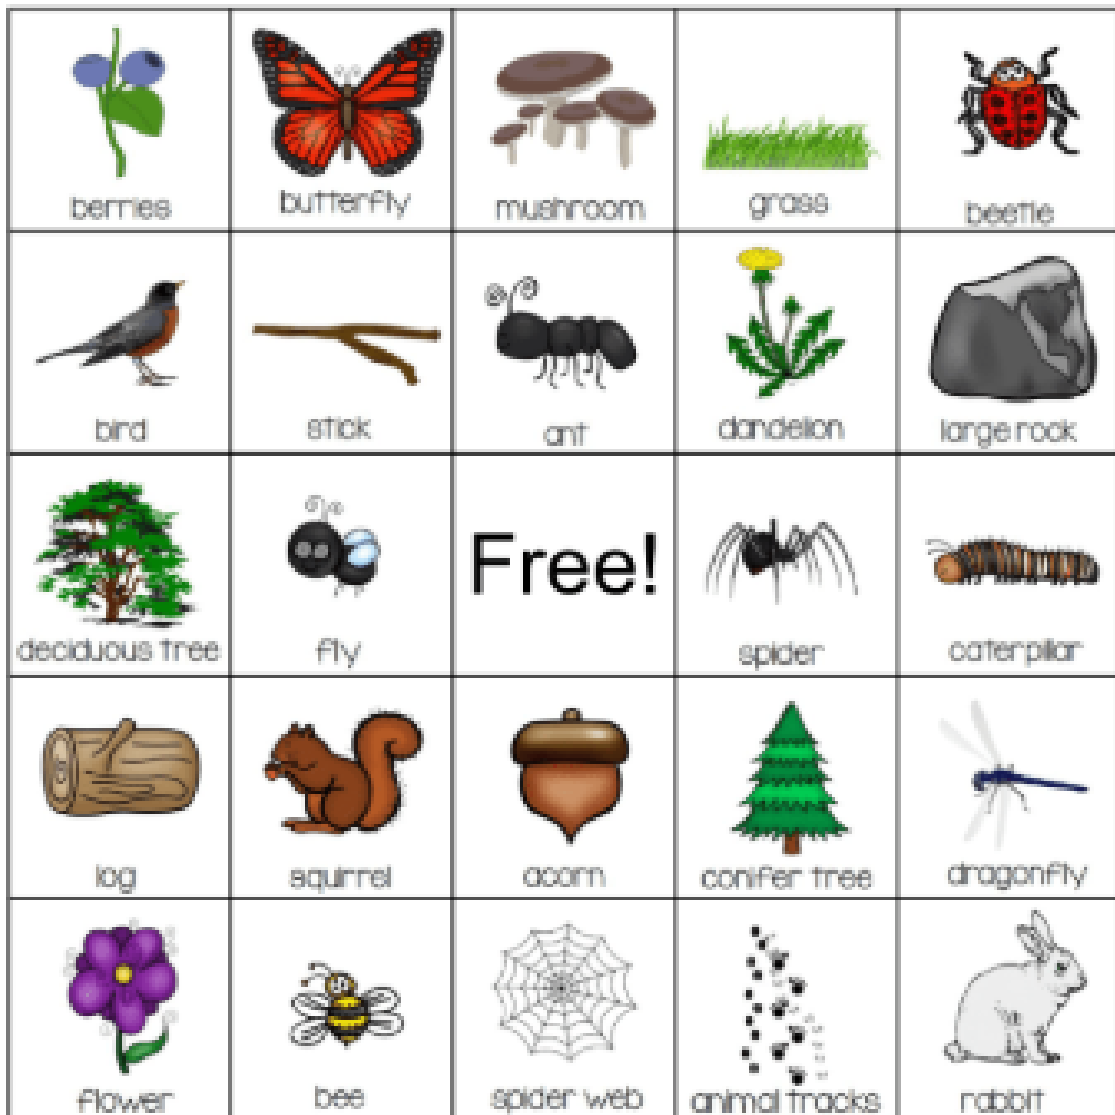 berries
butterfly
mushroom
grass
beetle
bird
stick
ant
dandelion
large rock
deciduous tree
fly
Free!
spider
caterpillar
log
squirrel
acorn
conifer tree
dragonfly
flower
bee
spider web
animal tracks
rabbit